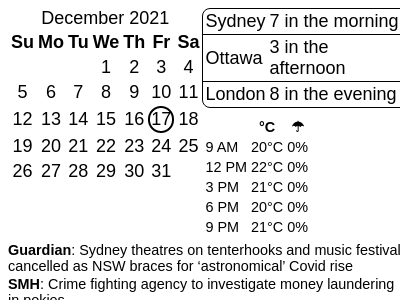 December 2021
Su Mo Tu We Th Fr Sa
1 2 3 4
5 6 7 8 9 10 11
12 13 14 15 16 17 18
19 20 21 22 23 24 25
26 27 28 29 30 31
Sydney 7 in the morning
Ottawa 3 in the
afternoon
London 8 in the evening
°C ☂
9 AM 20°C 0%
12 PM 22°C 0%
3 PM 21°C 0%
6 PM 20°C 0%
9 PM 21°C 0%
Guardian: Sydney theatres on tenterhooks and music festival
cancelled as NSW braces for ‘astronomical’ Covid rise
SMH: Crime fighting agency to investigate money laundering
in pokies